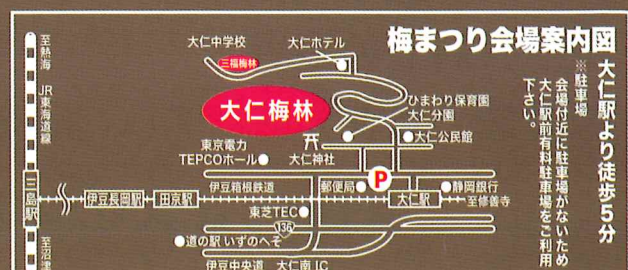 梅まつり会場案内図
大仁駅より徒歩5分
※駐車場
会場付近に駐車場がないため
大仁駅前有料駐車場をご利用
下さい。
至熱海
JR東海道線
三島駅
至沼津
大仁中学校
三福梅林
大仁ホテル
大仁梅林
ひまわり保育園
大仁分園
大仁公民館
東京電力
TEPCOホール
大仁神社
P
伊豆長岡駅
田京駅
伊豆箱根鉄道
郵便局
大仁駅
静岡銀行
至修善寺
東芝TEC
136
道の駅 いずのへそ
伊豆中央道
大仁南IC